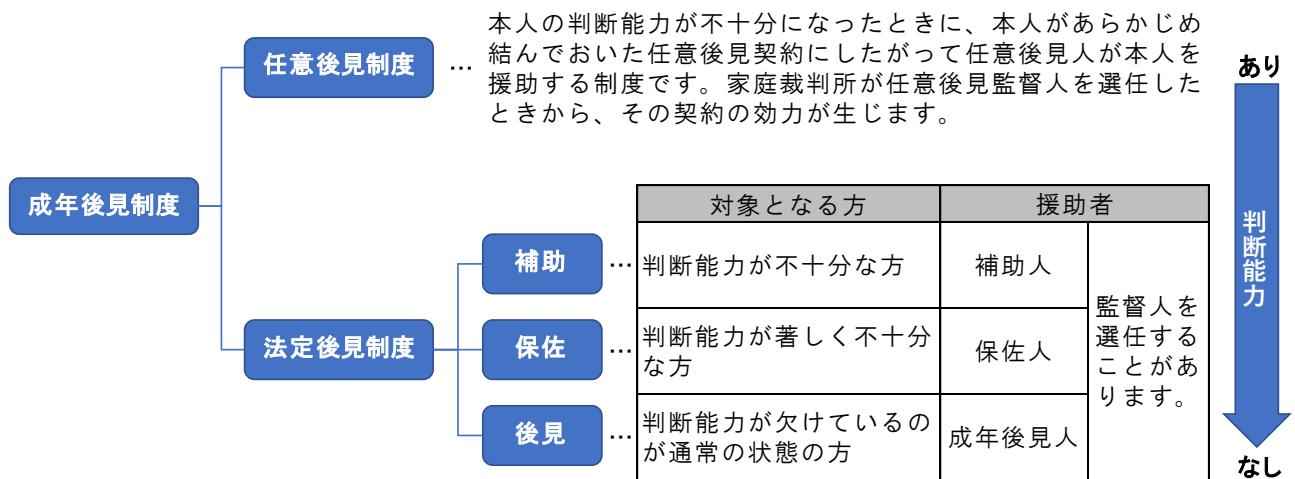 本人の判断能力が不十分になったときに、本人があらかじめ
結んでおいた任意後見契約にしたがって任意後見人が本人を
援助する制度です。家庭裁判所が任意後見監督人を選任した
ときから、その契約の効力が生じます。
任意後見制度
…
あり
成年後見制度
対象となる方
援助者
判断能力
補助
…
判断能力が不十分な方
補助人
監督人を
選任する
ことがあ
ります。
法定後見制度
保佐
…
判断能力が著しく不十分
な方
保佐人
後見
…
判断能力が欠けているの
が通常の状態の方
成年後見人
なし